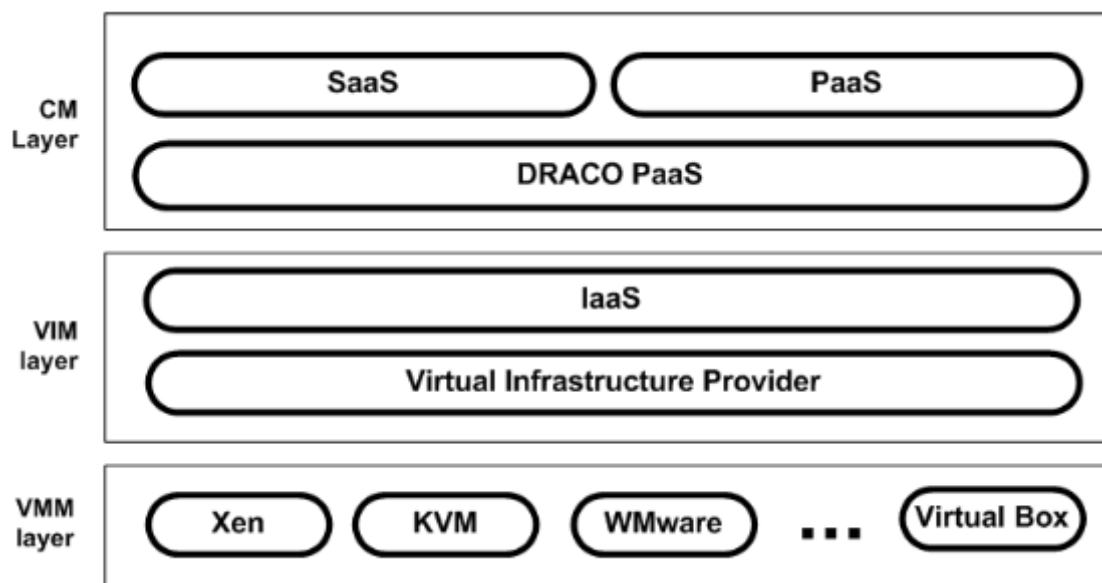 CM
Layer
SaaS
PaaS
DRACO PaaS
VIM
layer
IaaS
Virtual Infrastructure Provider
VMM
layer
Xen
KVM
WMware
...
Virtual Box